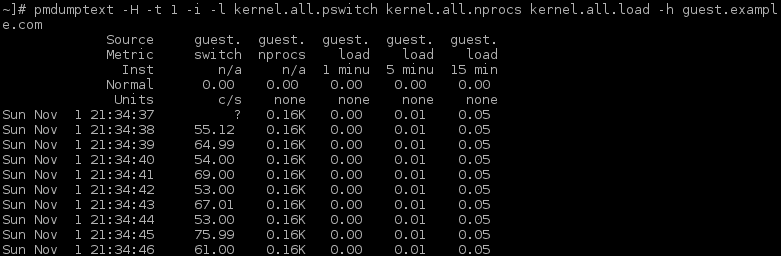 ~]# pmdumptext -H -t 1 -i -l kernel.all.pswitch kernel.all.nprocs kernel.all.load -h guest.exampl
e.com
Source guest. guest. guest. guest. guest.
Metric switch nprocs load load load
Inst n/a n/a 1 minu 5 minu 15 min
Normal 0.00 0.00 0.00 0.00 0.00
Units c/s none none none none
Sun Nov 1 21:34:37 ? 0.16K 0.00 0.01 0.05
Sun Nov 1 21:34:38 55.12 0.16K 0.00 0.01 0.05
Sun Nov 1 21:34:39 64.99 0.16K 0.00 0.01 0.05
Sun Nov 1 21:34:40 54.00 0.16K 0.00 0.01 0.05
Sun Nov 1 21:34:41 69.00 0.16K 0.00 0.01 0.05
Sun Nov 1 21:34:42 53.00 0.16K 0.00 0.01 0.05
Sun Nov 1 21:34:43 67.01 0.16K 0.00 0.01 0.05
Sun Nov 1 21:34:44 53.00 0.16K 0.00 0.01 0.05
Sun Nov 1 21:34:45 75.99 0.16K 0.00 0.01 0.05
Sun Nov 1 21:34:46 61.00 0.16K 0.00 0.01 0.05